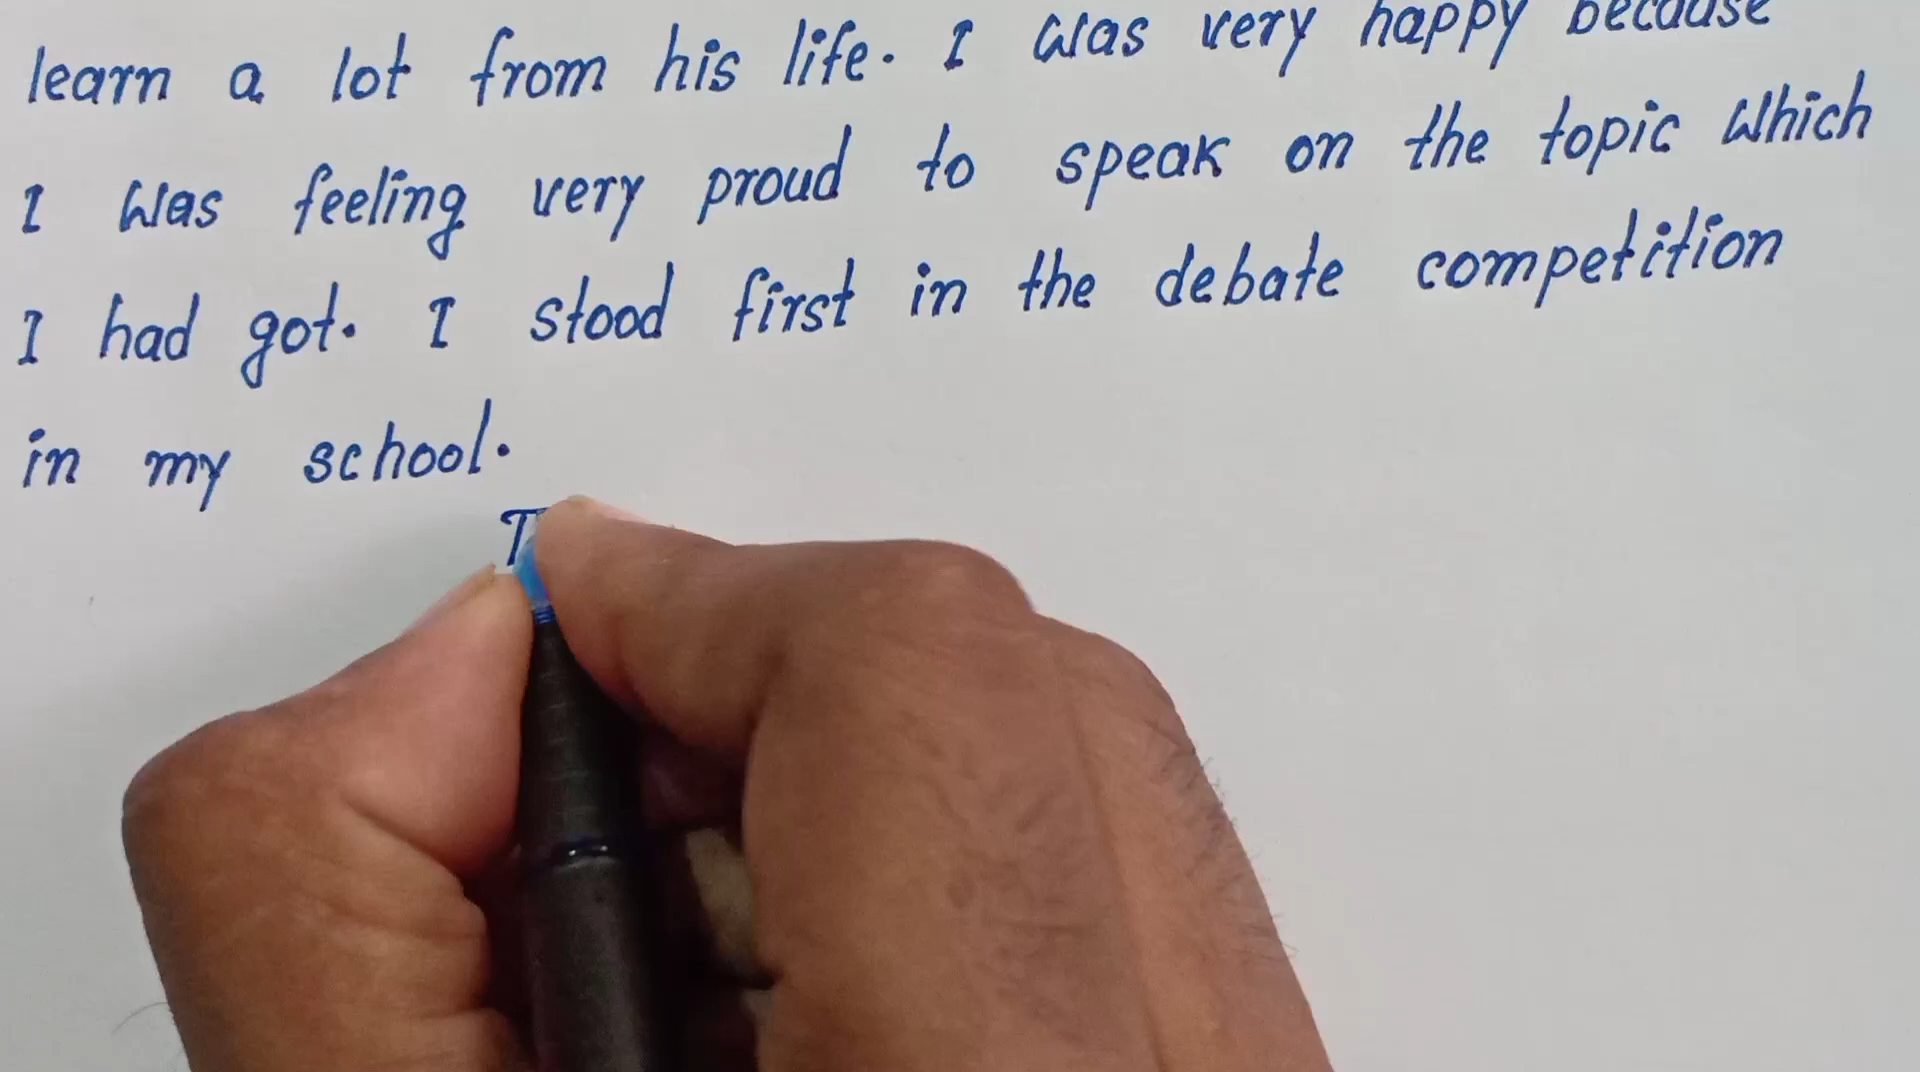 learn a lot from his life. I was very happy because
I was feeling very proud to speak on the topic which
I had got. I stood first in the debate competition
in my school.
T